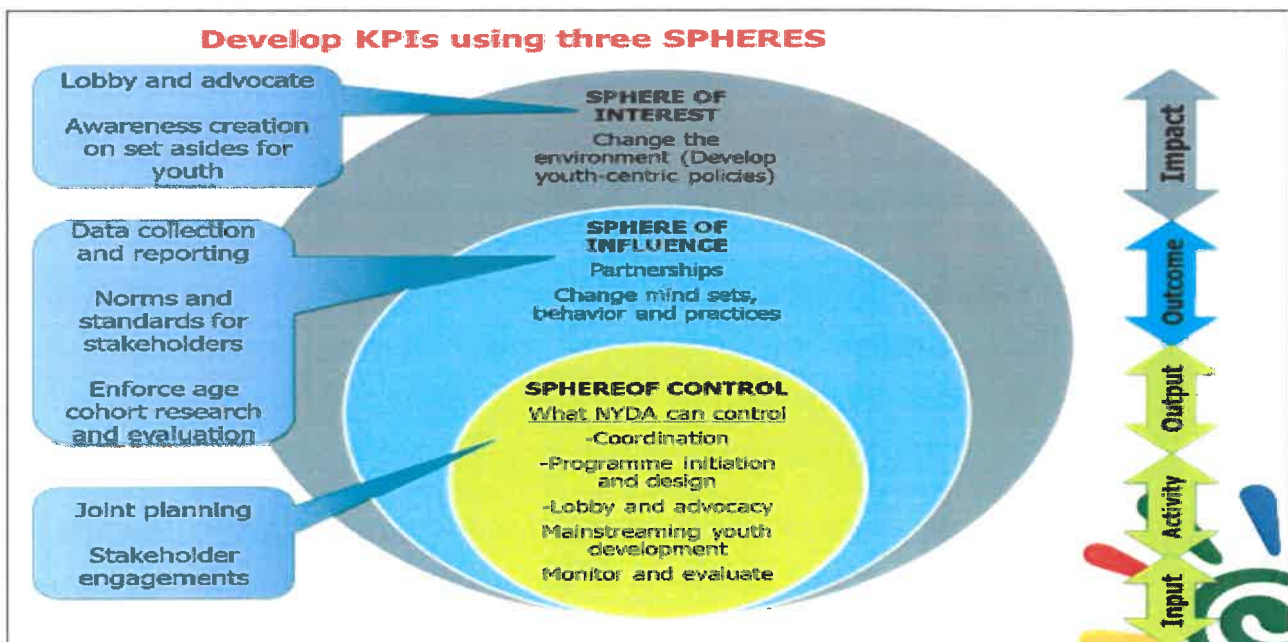 Develop KPIs using three SPHERES
Lobby and advocate
Awareness creation
on set asides for
youth
Data collection
and reporting
Norms and
standards for
stakeholders
Enforce age
cohort research
and evaluation
Joint planning
Stakeholder
engagements
SPHERE OF
INTEREST
Change the
environment (Develop
youth-centric policies)
SPHERE OF
INFLUENCE
Partnerships
Change mind sets,
behavior and practices
SPHEREOF CONTROL
What NYDA can control
-Coordination
-Programme initiation
and design
-Lobby and advocacy
Mainstreaming youth
development
Monitor and evaluate
Impact
Outcome
Output
Activity
Input